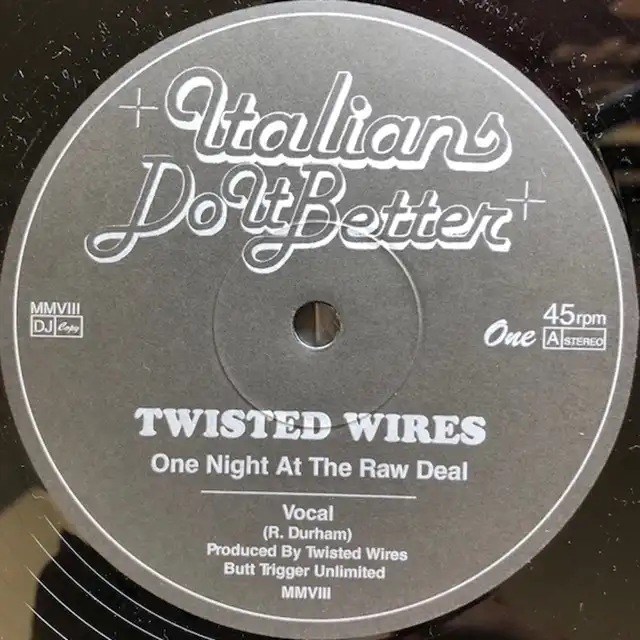 Italians
Do It Better
MMVIII
DJ Copy
45rpm
One A STEREO
TWISTED WIRES
One Night At The Raw Deal
Vocal
(R. Durham)
Produced By Twisted Wires
Butt Trigger Unlimited
MMVIII